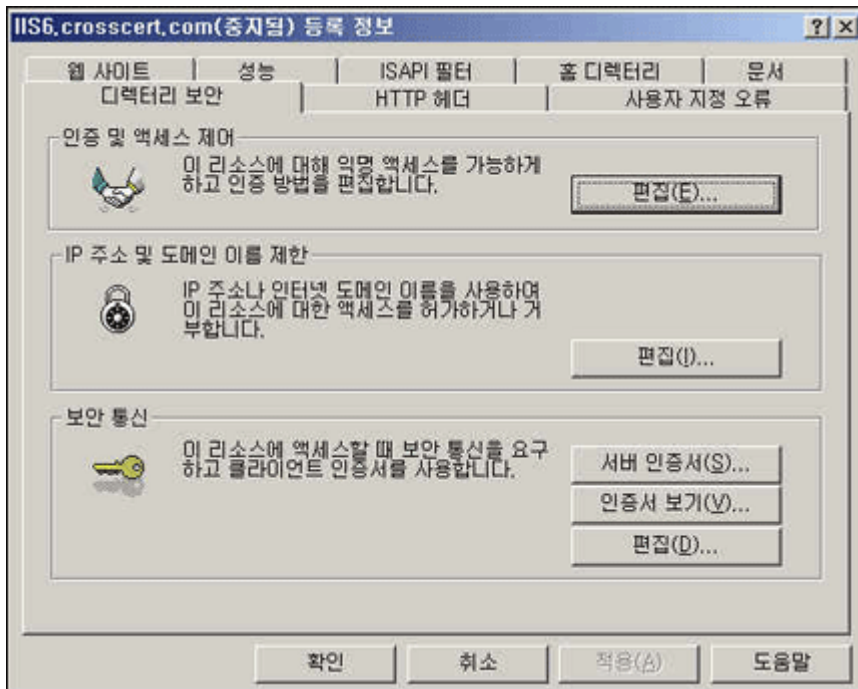 IIS6.crosscert.com(중지됨) 등록 정보
웹 사이트 성능 ISAPI 필터 홈 디렉터리 문서
디렉터리 보안 HTTP 헤더 사용자 지정 오류
인증 및 액세스 제어
이 리소스에 대해 익명 액세스를 가능하게
하고 인증 방법을 편집합니다.
편집(E)...
IP 주소 및 도메인 이름 제한
IP 주소나 인터넷 도메인 이름을 사용하여
이 리소스에 대한 액세스를 허가하거나 거
부합니다.
편집(I)...
보안 통신
이 리소스에 액세스할 때 보안 통신을 요구
하고 클라이언트 인증서를 사용합니다.
서버 인증서(S)...
인증서 보기(V)...
편집(D)...
확인 취소 적용(A) 도움말